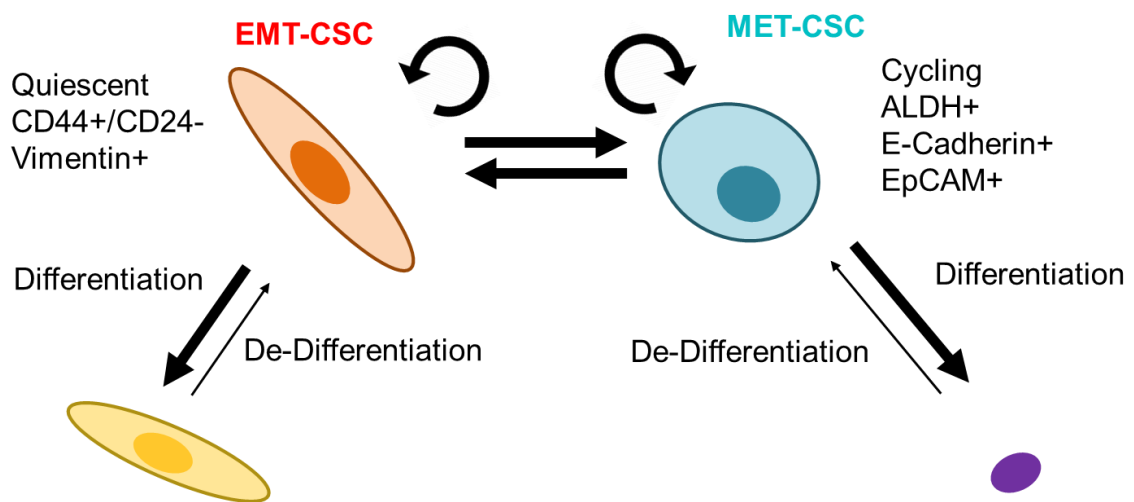 EMT-CSC
MET-CSC
Quiescent
CD44+/CD24-
Vimentin+
Cycling
ALDH+
E-Cadherin+
EpCAM+
Differentiation
De-Differentiation
De-Differentiation
Differentiation